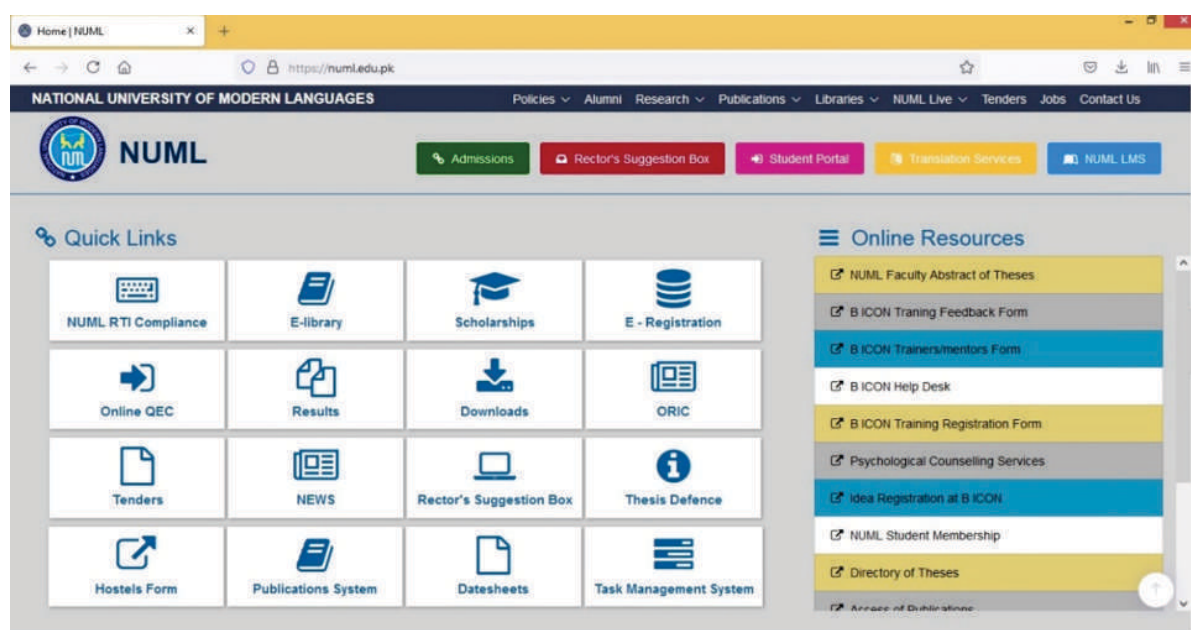 Home | NUML
https://numl.edu.pk
NATIONAL UNIVERSITY OF MODERN LANGUAGES
Policies Alumni Research Publications Libraries NUML Live Tenders Jobs Contact Us
NUML
Admissions Rector's Suggestion Box Student Portal Translation Services NUML LMS
Quick Links
NUML RTI Compliance E-library Scholarships E - Registration
Online QEC Results Downloads ORIC
Tenders NEWS Rector's Suggestion Box Thesis Defence
Hostels Form Publications System Datesheets Task Management System
Online Resources
NUML Faculty Abstract of Theses
B ICON Traning Feedback Form
B ICON Trainers/mentors Form
B ICON Help Desk
B ICON Training Registration Form
Psychological Counselling Services
Idea Registration at B ICON
NUML Student Membership
Directory of Theses
Access of Publications